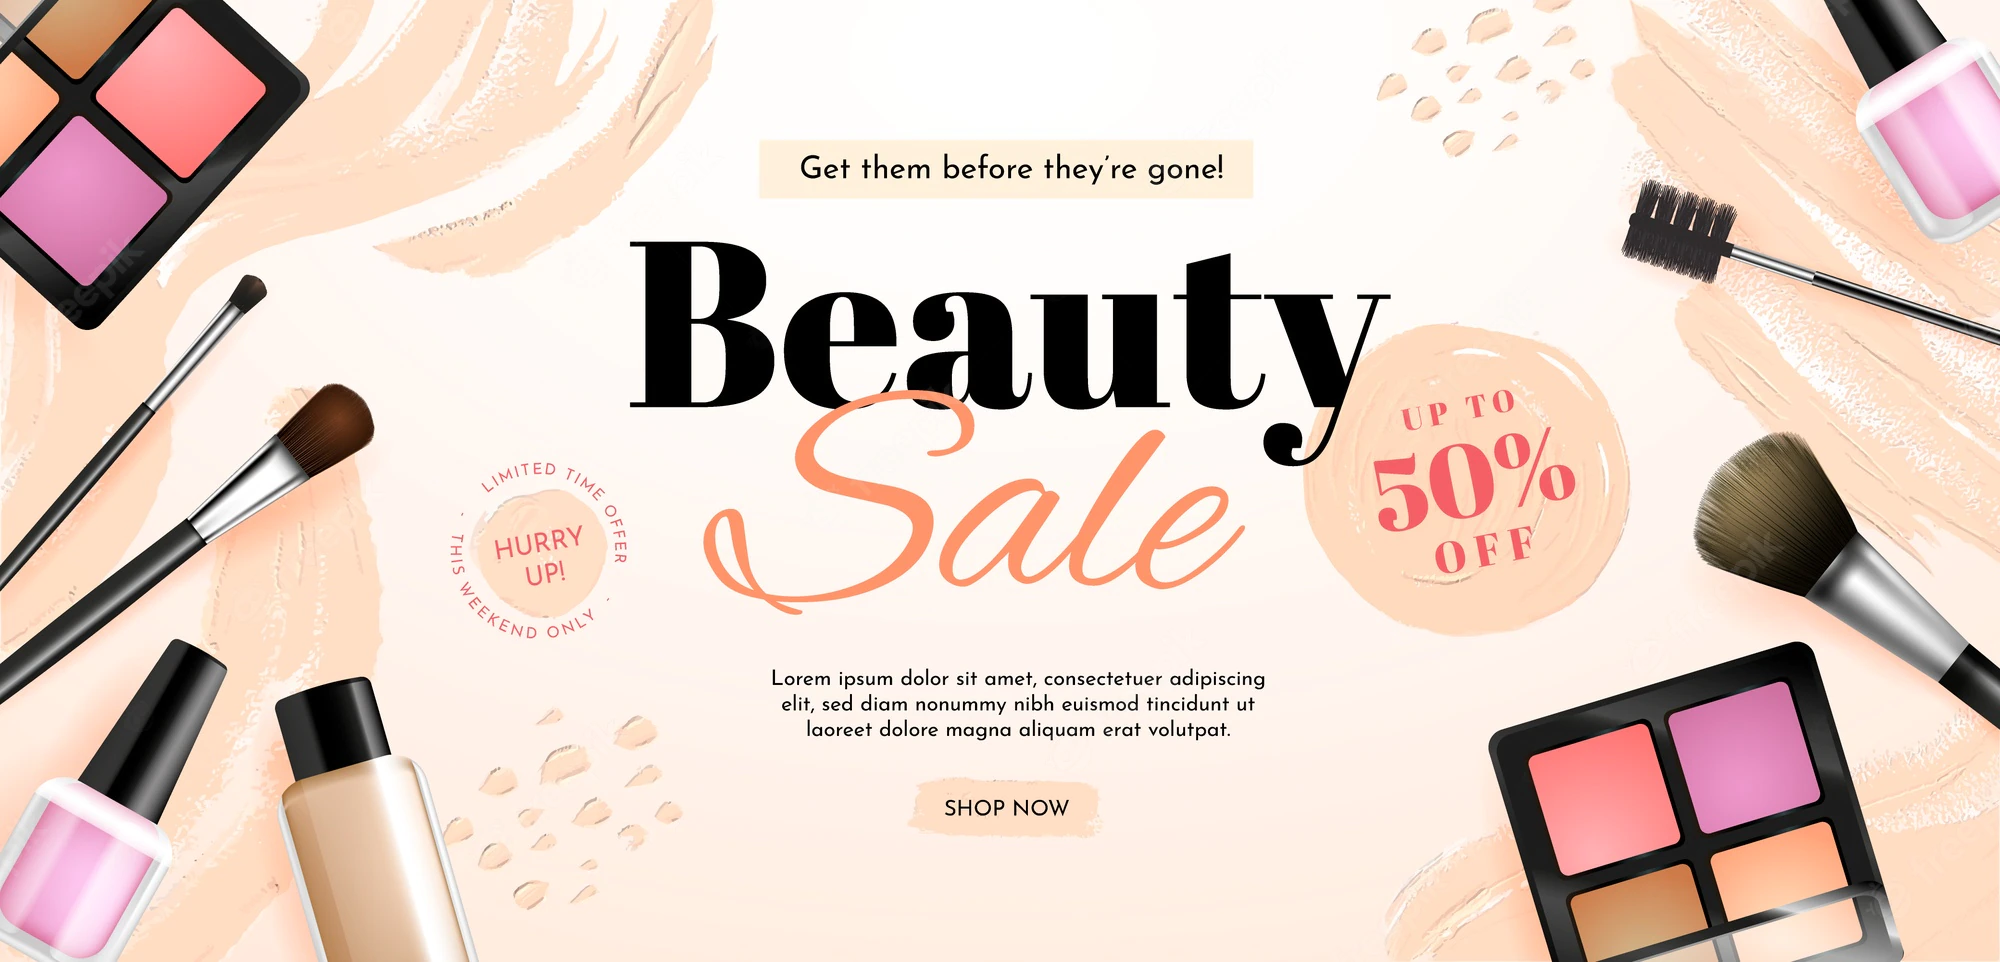 Get them before they're gone!
Beauty
Sale
UP TO
50%
OFF
LIMITED TIME OFFER
HURRY
UP!
- THIS WEEKEND ONLY -
Lorem ipsum dolor sit amet, consectetuer adipiscing
elit, sed diam nonummy nibh euismod tincidunt ut
laoreet dolore magna aliquam erat volutpat.
SHOP NOW